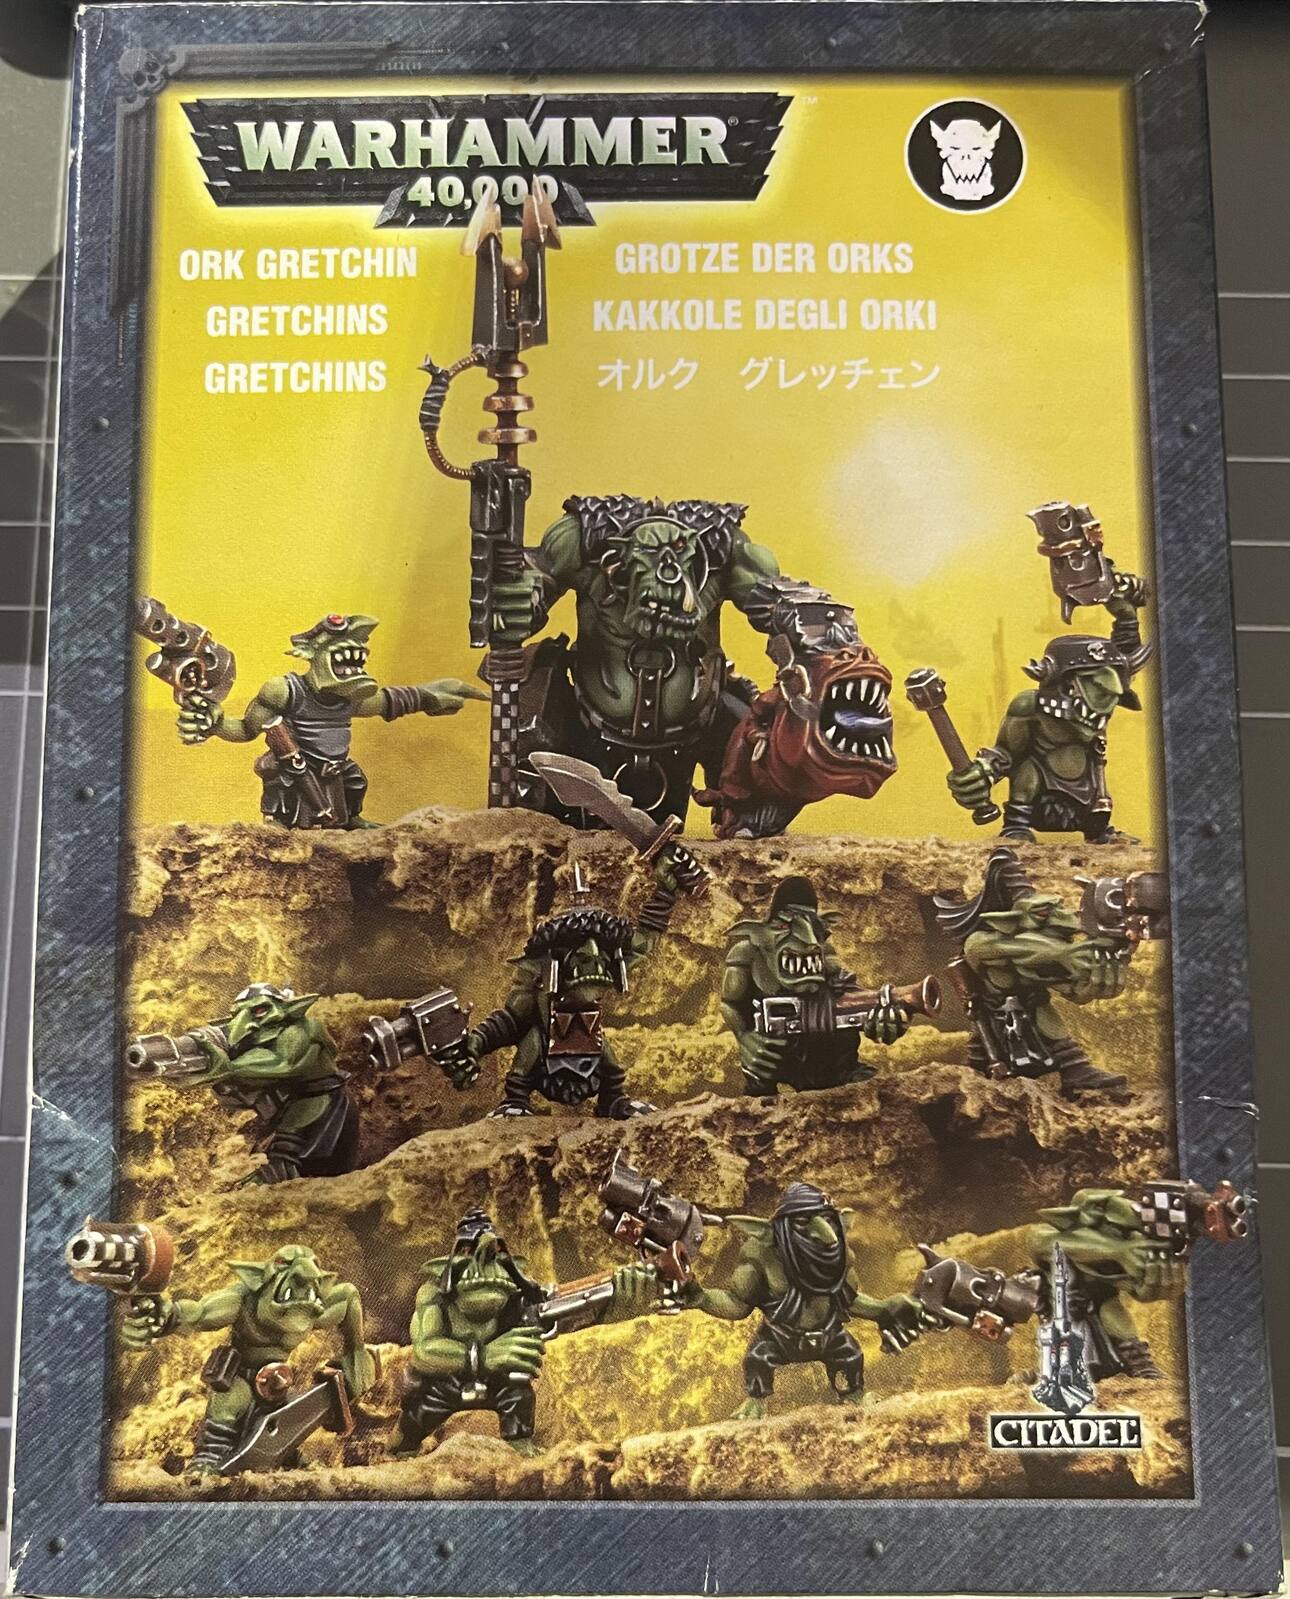 WARHAMMER®
40,000
™
ORK GRETCHIN
GRETCHINS
GRETCHINS
GROTZE DER ORKS
KAKKOLE DEGLI ORKI
オルク グレッチェン
CITADEL